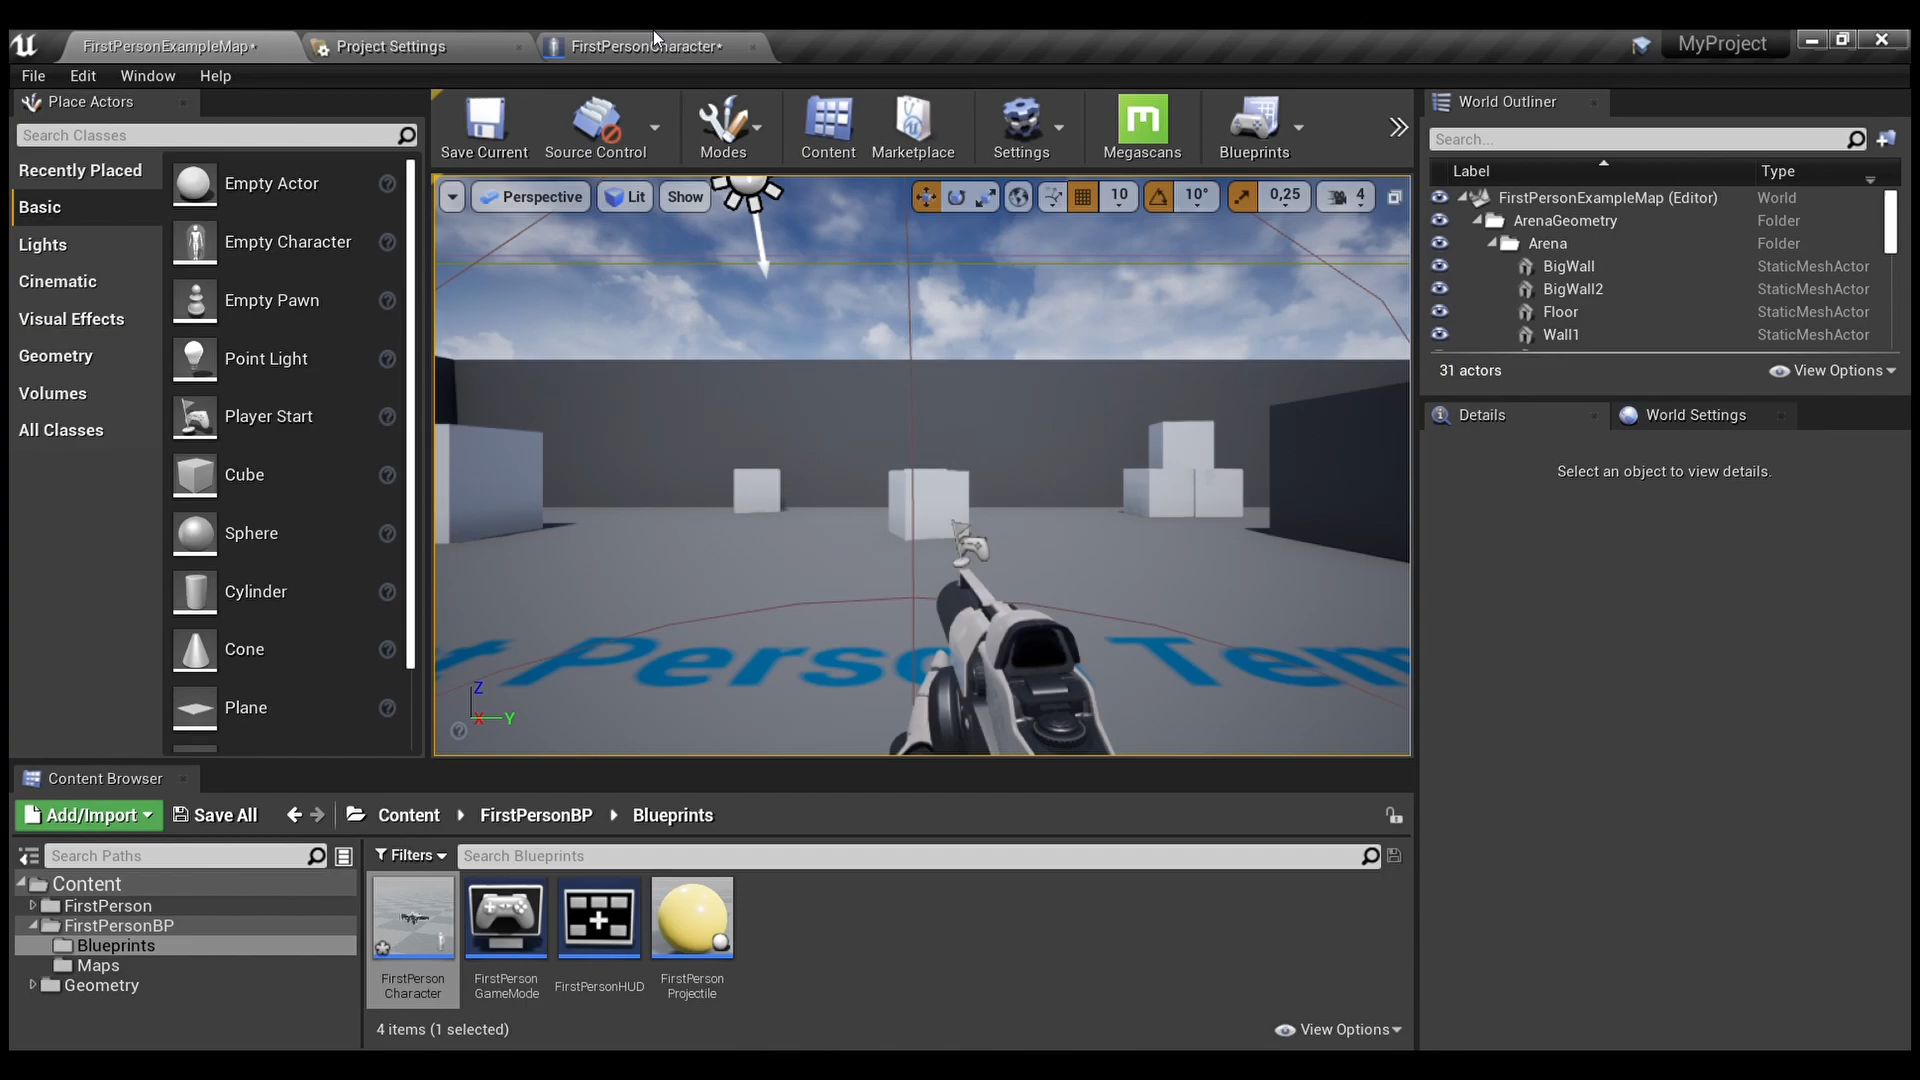 FirstPersonExampleMap*
Project Settings
FirstPersonCharacter*
MyProject
File Edit Window Help
Place Actors
Search Classes
Recently Placed
Basic
Lights
Cinematic
Visual Effects
Geometry
Volumes
All Classes
Empty Actor
Empty Character
Empty Pawn
Point Light
Player Start
Cube
Sphere
Cylinder
Cone
Plane
Save Current
Source Control
Modes
Content
Marketplace
Settings
Megascans
Blueprints
Perspective
Lit
Show
10
10°
0,25
4
t Perso
Tem
Z
X
Y
World Outliner
Search...
Label
Type
FirstPersonExampleMap (Editor) World
ArenaGeometry Folder
Arena Folder
BigWall StaticMeshActor
BigWall2 StaticMeshActor
Floor StaticMeshActor
Wall1 StaticMeshActor
31 actors
View Options
Details
World Settings
Select an object to view details.
Content Browser
Add/Import
Save All
Content
FirstPersonBP
Blueprints
Search Paths
Content
FirstPerson
FirstPersonBP
Blueprints
Maps
Geometry
Filters
Search Blueprints
FirstPerson
Character
FirstPerson
GameMode
FirstPersonHUD
FirstPerson
Projectile
4 items (1 selected)
View Options